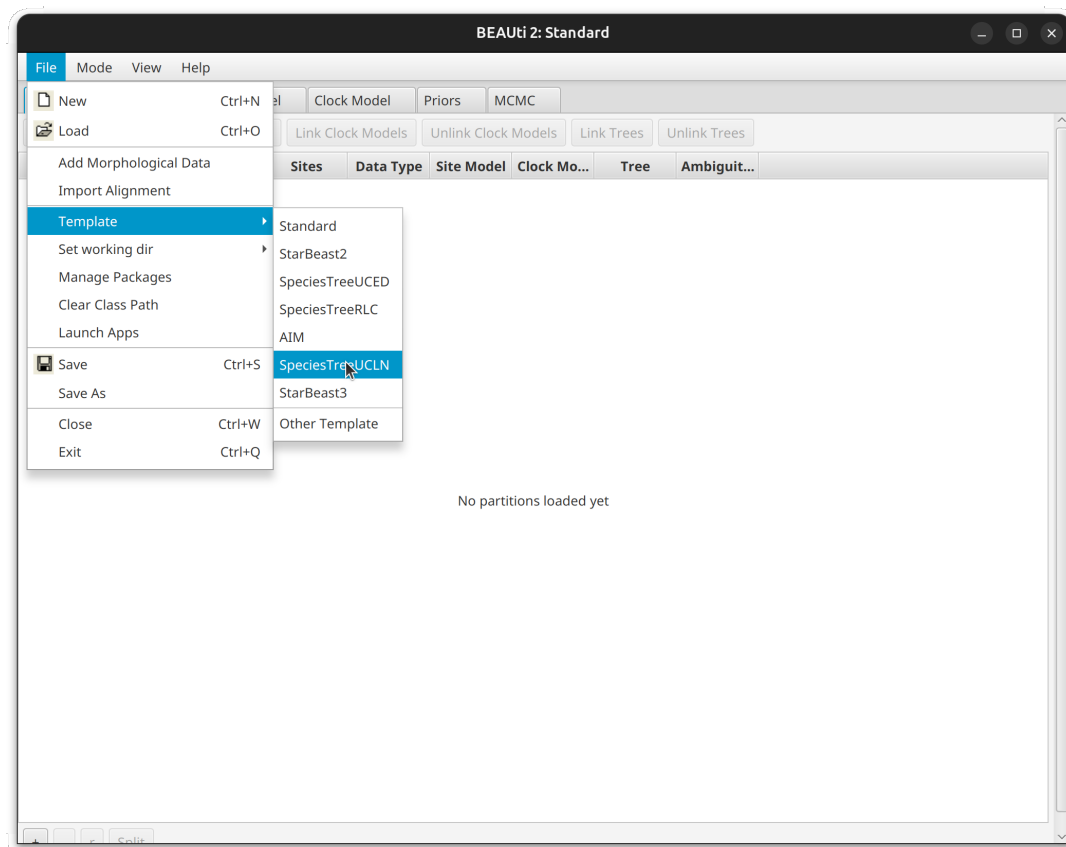 BEAUti 2: Standard
File Mode View Help
el Clock Model Priors MCMC
Link Clock Models Unlink Clock Models Link Trees Unlink Trees
Sites Data Type Site Model Clock Mo... Tree Ambiguit...
New Ctrl+N
Load Ctrl+O
Add Morphological Data
Import Alignment
Template
Set working dir
Manage Packages
Clear Class Path
Launch Apps
Save Ctrl+S
Save As
Close Ctrl+W
Exit Ctrl+Q
Standard
StarBeast2
SpeciesTreeUCED
SpeciesTreeRLC
AIM
SpeciesTreeUCLN
StarBeast3
Other Template
No partitions loaded yet
+ - r Split